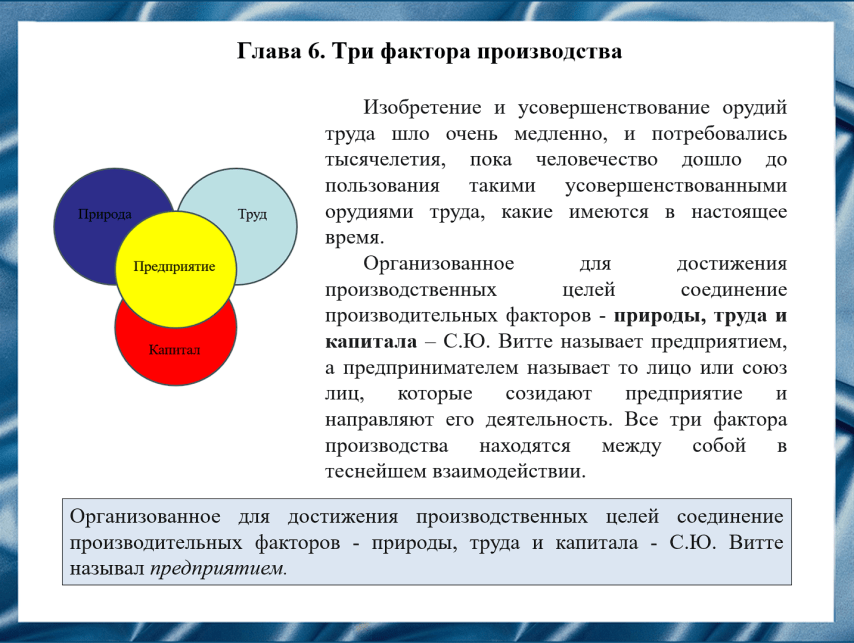 Глава 6. Три фактора производства
Природа
Труд
Предприятие
Капитал
Изобретение и усовершенствование орудий
труда шло очень медленно, и потребовались
тысячелетия, пока человечество дошло до
пользования такими усовершенствованными
орудиями труда, какие имеются в настоящее
время.
Организованное для достижения
производственных целей соединение
производительных факторов - природы, труда и
капитала – С.Ю. Витте называет предприятием,
а предпринимателем называет то лицо или союз
лиц, которые созидают предприятие и
направляют его деятельность. Все три фактора
производства находятся между собой в
теснейшем взаимодействии.
Организованное для достижения производственных целей соединение
производительных факторов - природы, труда и капитала - С.Ю. Витте
называл предприятием.